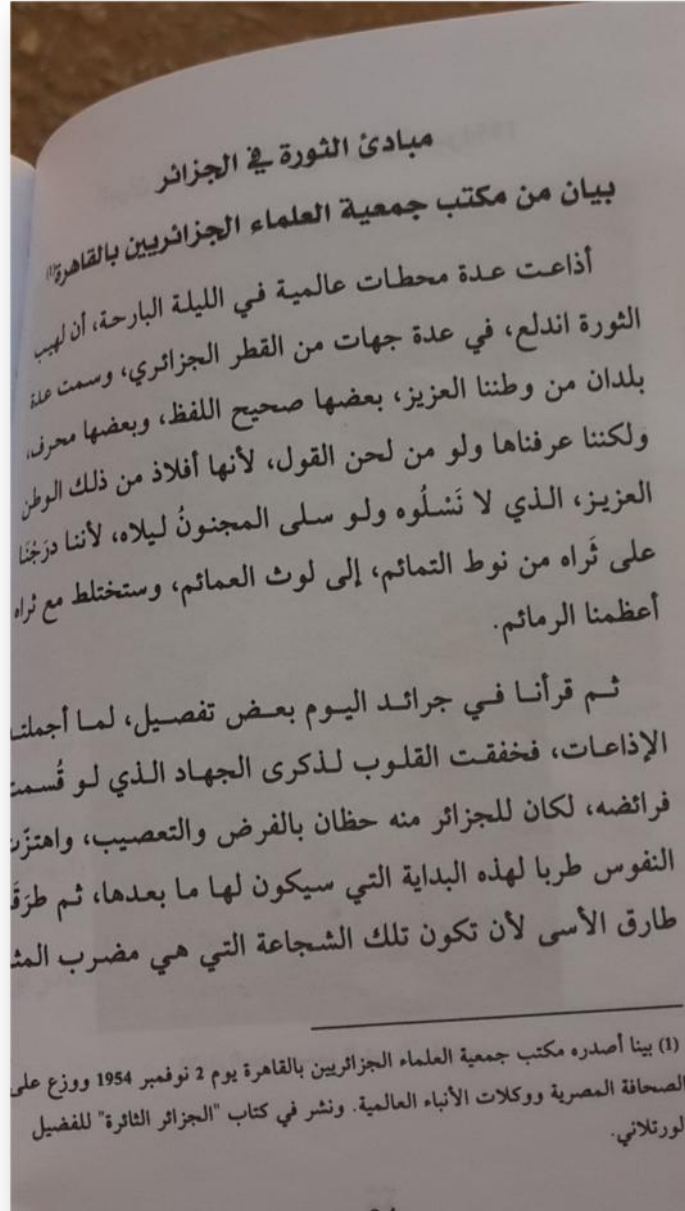 مبادئ الثورة في الجزائر
بيان من مكتب جمعية العلماء الجزائريين بالقاهرة(1)
أذاعت عدة محطات عالمية في الليلة البارحة، أن لهيب
الثورة اندلع، في عدة جهات من القطر الجزائري، وسمت عدة
بلدان من وطننا العزيز، بعضها صحيح اللفظ، وبعضها محرف،
ولكننا عرفناها ولو من لحن القول، لأنها أفلاذ من ذلك الوطن
العزيز، الذي لا نَسْلُوه ولو سلى المجنونُ ليلاه، لأننا درَجْنَا
على ثَراه من نوط التمائم، إلى لوث العمائم، وستختلط مع ثراه
أعظمنا الرمائم.
ثم قرأنا في جرائد اليوم بعض تفصيل، لما أجملته
الإذاعات، فخفقت القلوب لذكرى الجهاد الذي لو قُسمت
فرائضه، لكان للجزائر منه حظان بالفرض والتعصيب، واهتزّت
النفوس طربا لهذه البداية التي سيكون لها ما بعدها، ثم
طارق الأسى لأن تكون تلك الشجاعة التي هي مضرب
(1) بينا أصدره مكتب جمعية العلماء الجزائريين بالقاهرة يوم 2 نوفمبر 1954 ووزع على
الصحافة المصرية ووكلات الأنباء العالمية. ونشر في كتاب "الجزائر الثائرة" للفضيل
لورتلاني.